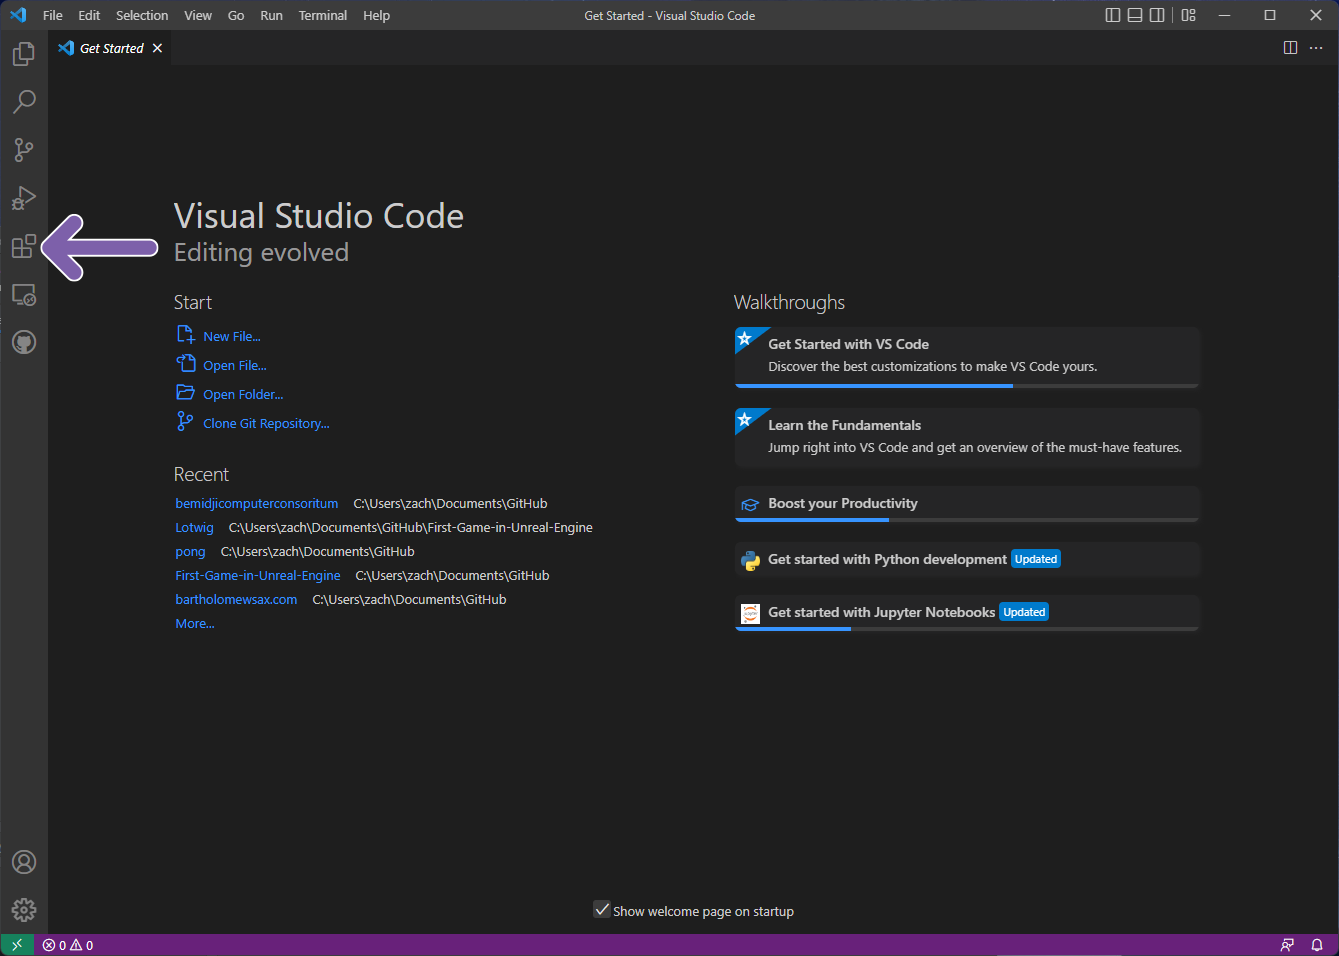 File Edit Selection View Go Run Terminal Help
Get Started - Visual Studio Code
Get Started
Visual Studio Code
Editing evolved
Start
New File...
Open File...
Open Folder...
Clone Git Repository...
Recent
bemidjicomputerconsoritum C:\Users\zach\Documents\GitHub
Lotwig C:\Users\zach\Documents\GitHub\First-Game-in-Unreal-Engine
pong C:\Users\zach\Documents\GitHub
First-Game-in-Unreal-Engine C:\Users\zach\Documents\GitHub
bartholomewsax.com C:\Users\zach\Documents\GitHub
More...
Walkthroughs
Get Started with VS Code
Discover the best customizations to make VS Code yours.
Learn the Fundamentals
Jump right into VS Code and get an overview of the must-have features.
Boost your Productivity
Get started with Python development Updated
Get started with Jupyter Notebooks Updated
Show welcome page on startup
0 0